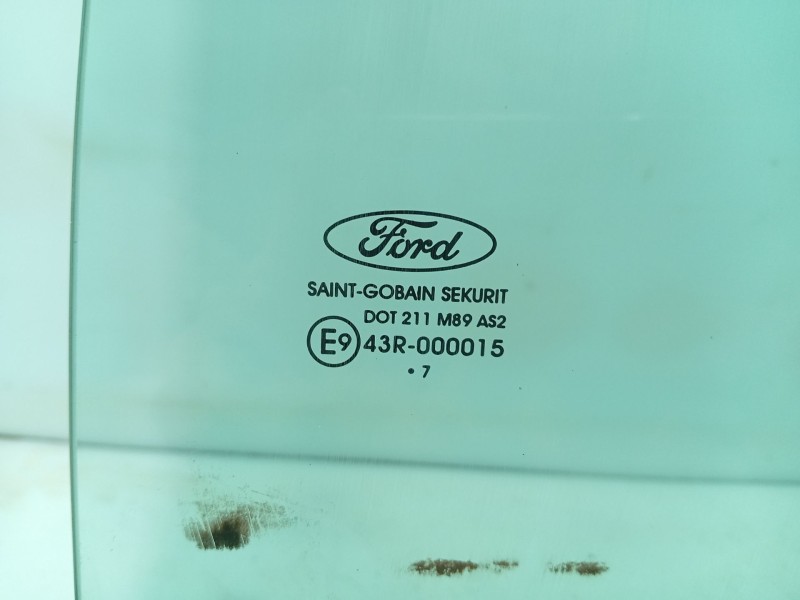 Ford
SAINT-GOBAIN SEKURIT
DOT 211 M89 AS2
E9 43R-000015
• 7